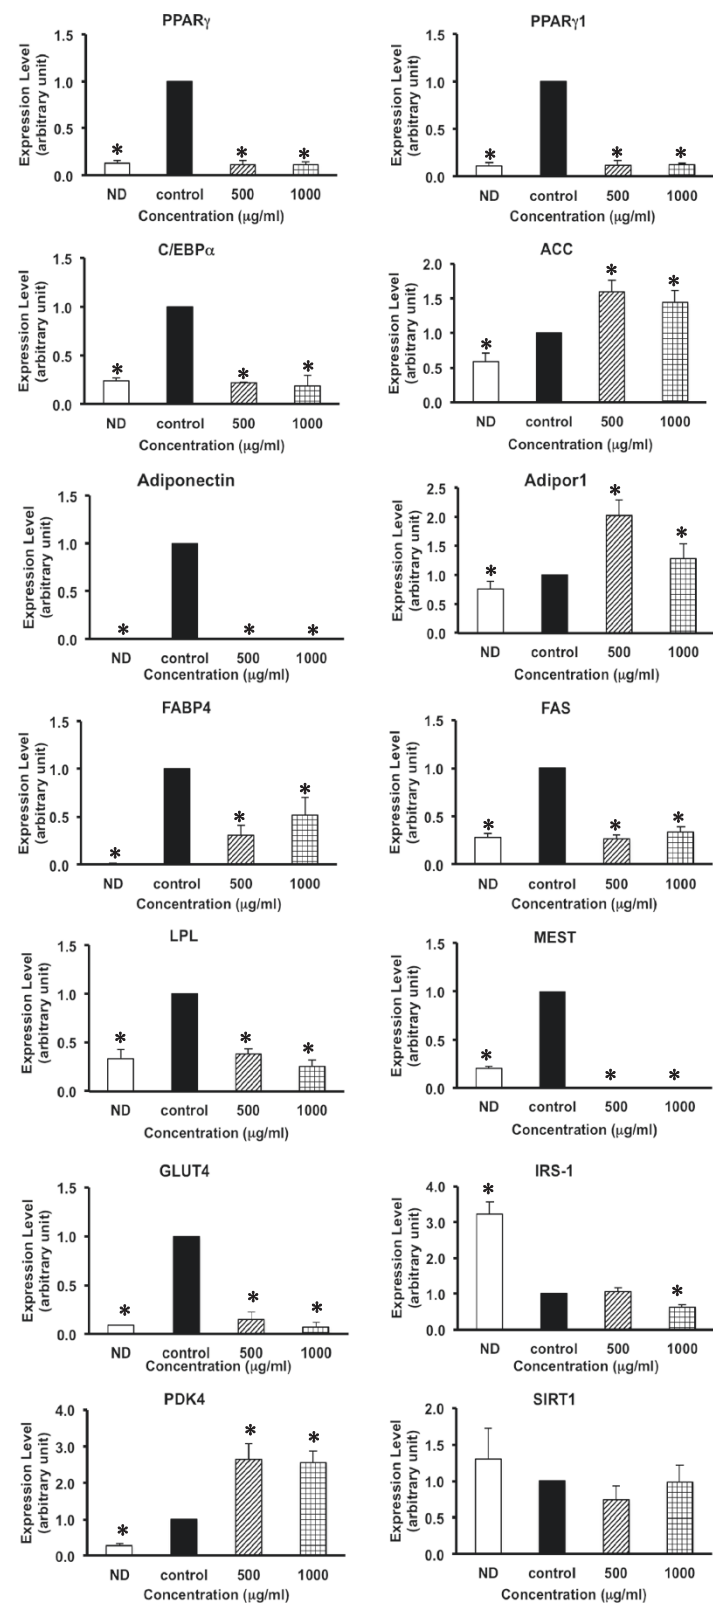 PPARγ
Expression Level
(arbitrary unit)
1.5
1.0
0.5
0.0
* * *
ND control 500 1000
Concentration (μg/ml)
PPARγ1
Expression Level
(arbitrary unit)
1.5
1.0
0.5
0.0
* * *
ND control 500 1000
Concentration (μg/ml)
C/EBPα
Expression Level
(arbitrary unit)
1.5
1.0
0.5
0.0
* * *
ND control 500 1000
Concentration (μg/ml)
ACC
Expression Level
(arbitrary unit)
2.0
1.5
1.0
0.5
0.0
* * *
ND control 500 1000
Concentration (μg/ml)
Adiponectin
Expression Level
(arbitrary unit)
1.5
1.0
0.5
0.0
* * *
ND control 500 1000
Concentration (μg/ml)
Adipor1
Expression Level
(arbitrary unit)
2.5
2.0
1.5
1.0
0.5
0.0
* * *
ND control 500 1000
Concentration (μg/ml)
FABP4
Expression Level
(arbitrary unit)
1.5
1.0
0.5
0.0
* * *
ND control 500 1000
Concentration (μg/ml)
FAS
Expression Level
(arbitrary unit)
1.5
1.0
0.5
0.0
* * *
ND control 500 1000
Concentration (μg/ml)
LPL
Expression Level
(arbitrary unit)
1.5
1.0
0.5
0.0
* * *
ND control 500 1000
Concentration (μg/ml)
MEST
Expression Level
(arbitrary unit)
1.5
1.0
0.5
0.0
* * *
ND control 500 1000
Concentration (μg/ml)
GLUT4
Expression Level
(arbitrary unit)
1.5
1.0
0.5
0.0
* * *
ND control 500 1000
Concentration (μg/ml)
IRS-1
Expression Level
(arbitrary unit)
4.0
3.0
2.0
1.0
0.0
* *
ND control 500 1000
Concentration (μg/ml)
PDK4
Expression Level
(arbitrary unit)
4.0
3.0
2.0
1.0
0.0
* * *
ND control 500 1000
Concentration (μg/ml)
SIRT1
Expression Level
(arbitrary unit)
2.0
1.5
1.0
0.5
0.0
ND control 500 1000
Concentration (μg/ml)